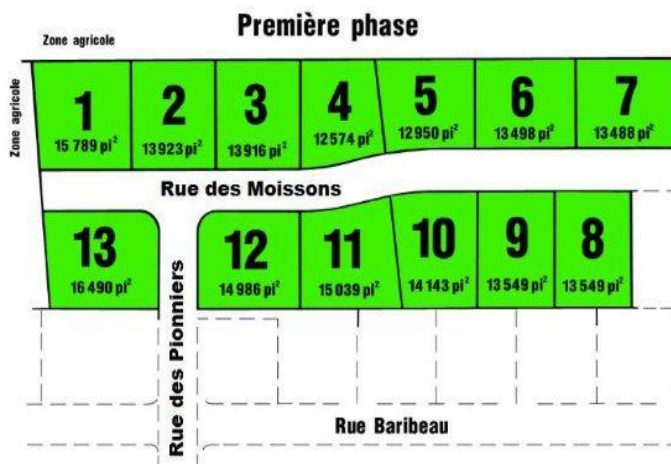 Première phase
Zone agricole
Zone agricole
1
15 789 pi²
2
13 923 pi²
3
13 916 pi²
4
12 574 pi²
5
12 950 pi²
6
13 498 pi²
7
13 488 pi²
Rue des Moissons
13
16 490 pi²
12
14 986 pi²
11
15 039 pi²
10
14 143 pi²
9
13 549 pi²
8
13 549 pi²
Rue des Pionniers
Rue Baribeau